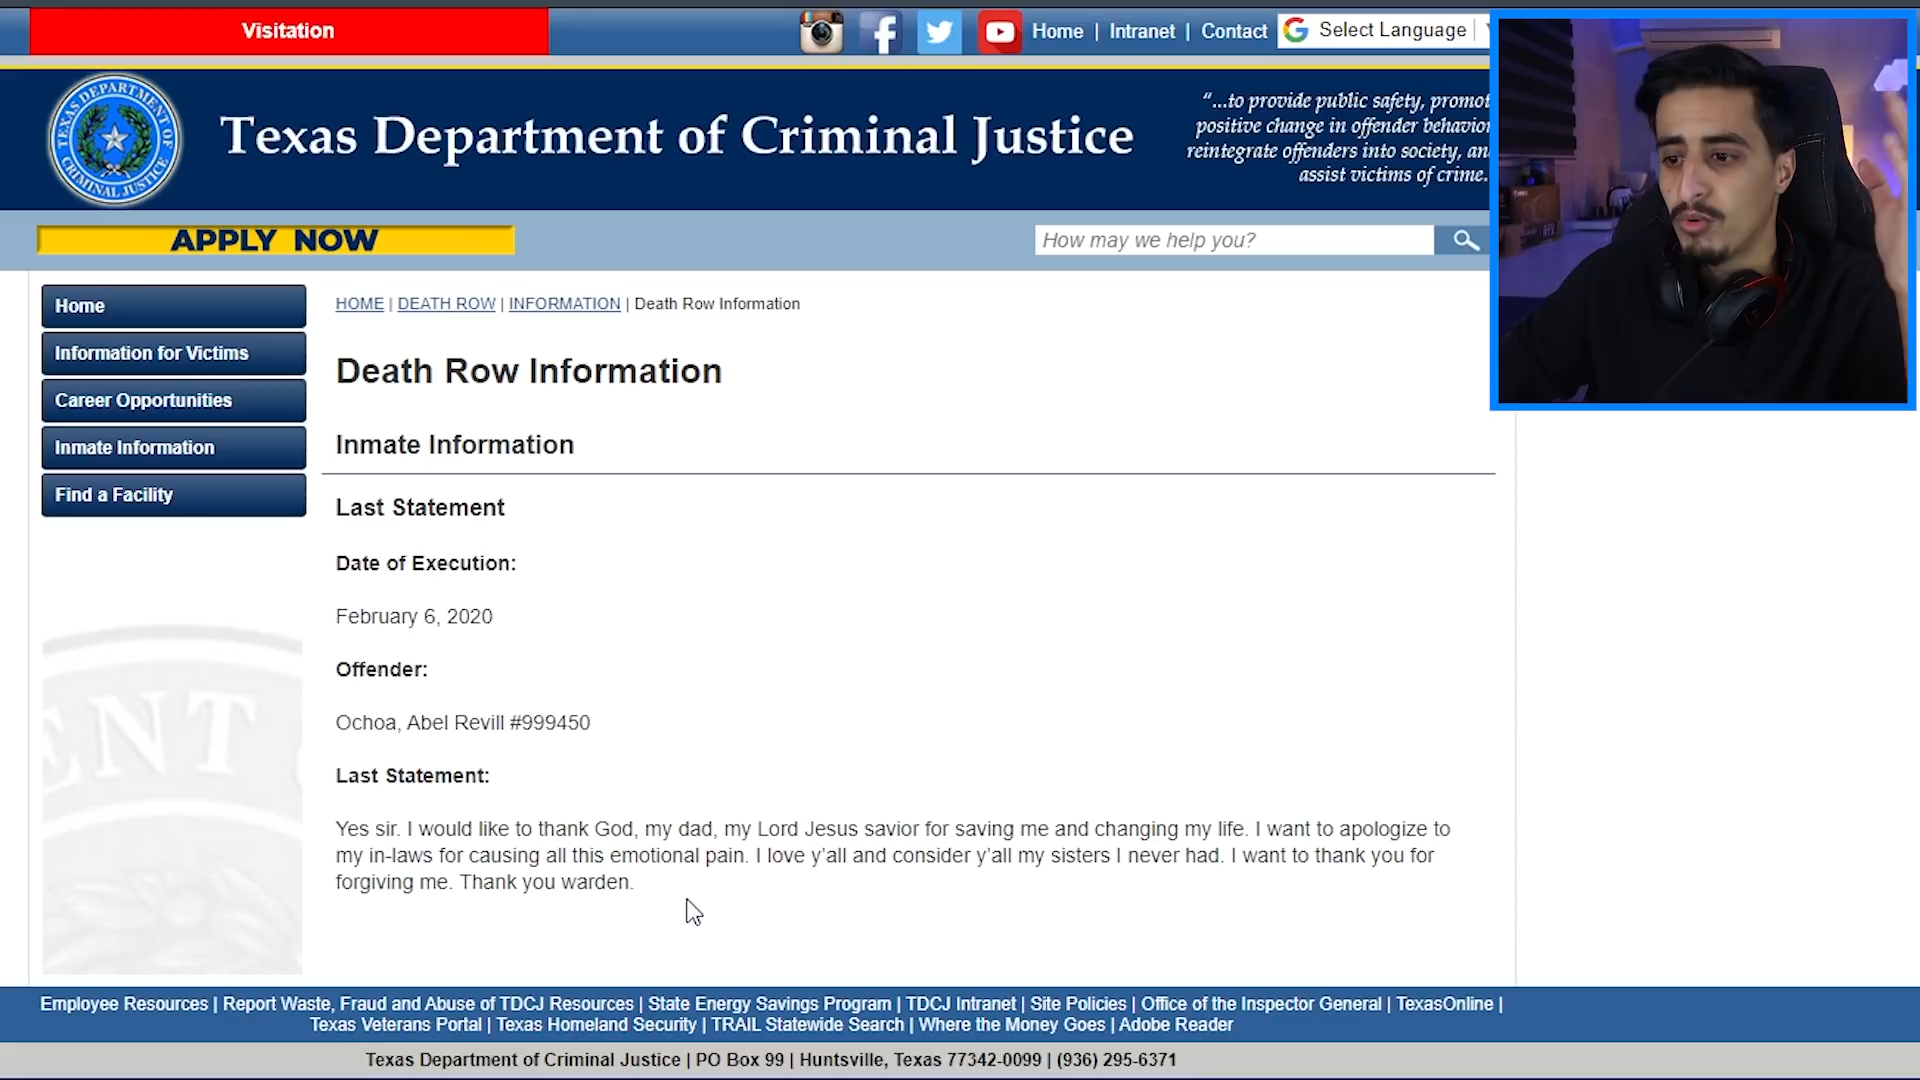 Visitation
Home | Intranet | Contact
Select Language
TEXAS DEPARTMENT OF CRIMINAL JUSTICE
Texas Department of Criminal Justice
“...to provide public safety, promot
positive change in offender behavior
reintegrate offenders into society, an
assist victims of crime.
APPLY NOW
How may we help you?
Home
Information for Victims
Career Opportunities
Inmate Information
Find a Facility
HOME | DEATH ROW | INFORMATION | Death Row Information
Death Row Information
Inmate Information
Last Statement
Date of Execution:
February 6, 2020
Offender:
Ochoa, Abel Revill #999450
Last Statement:
Yes sir. I would like to thank God, my dad, my Lord Jesus savior for saving me and changing my life. I want to apologize to
my in-laws for causing all this emotional pain. I love y’all and consider y’all my sisters I never had. I want to thank you for
forgiving me. Thank you warden.
ENT
Employee Resources | Report Waste, Fraud and Abuse of TDCJ Resources | State Energy Savings Program | TDCJ Intranet | Site Policies | Office of the Inspector General | TexasOnline |
Texas Veterans Portal | Texas Homeland Security | TRAIL Statewide Search | Where the Money Goes | Adobe Reader
Texas Department of Criminal Justice | PO Box 99 | Huntsville, Texas 77342-0099 | (936) 295-6371